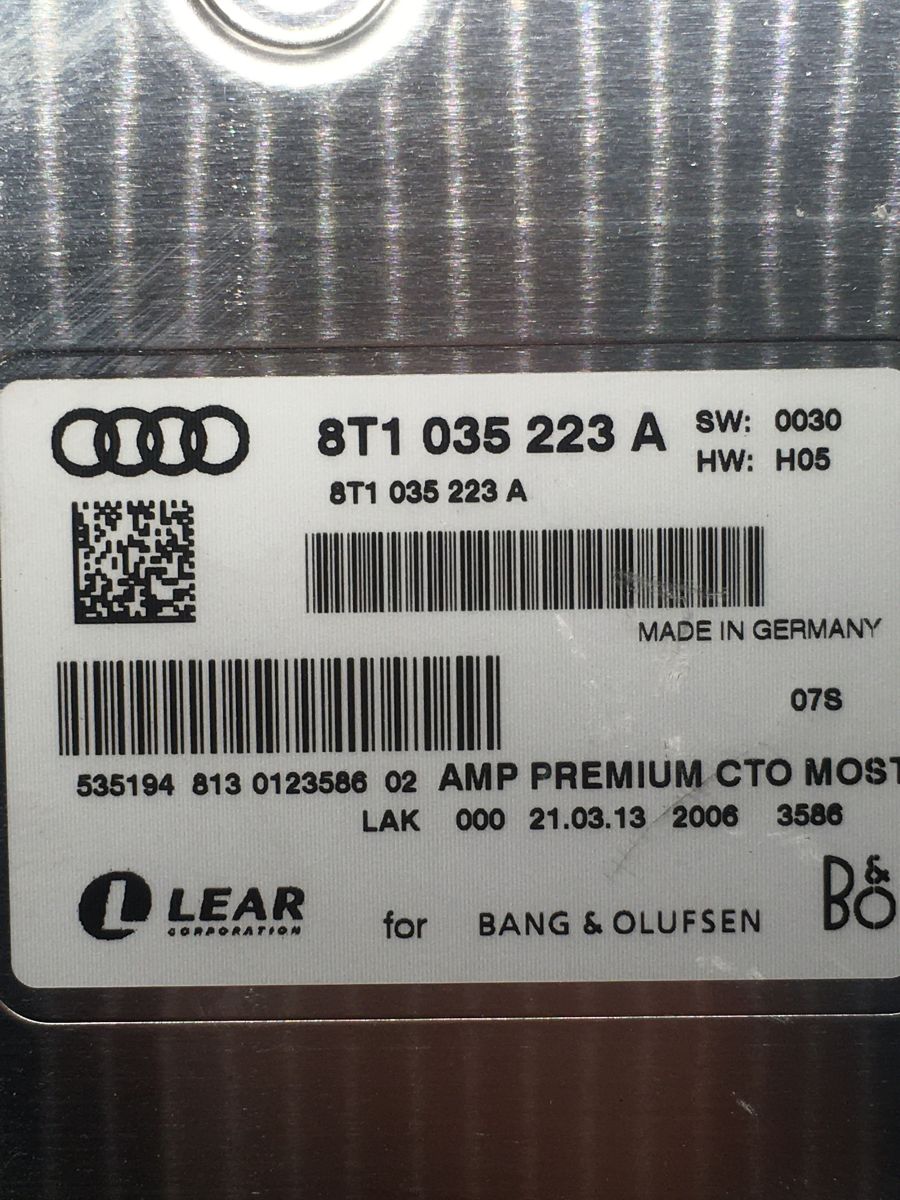 8T1 035 223 A
SW: 0030
HW: H05
8T1 035 223 A
MADE IN GERMANY
07S
535194 813 0123586 02 AMP PREMIUM CTO MOST
LAK 000 21.03.13 2006 3586
L LEAR
CORPORATION
for BANG & OLUFSEN
B&O